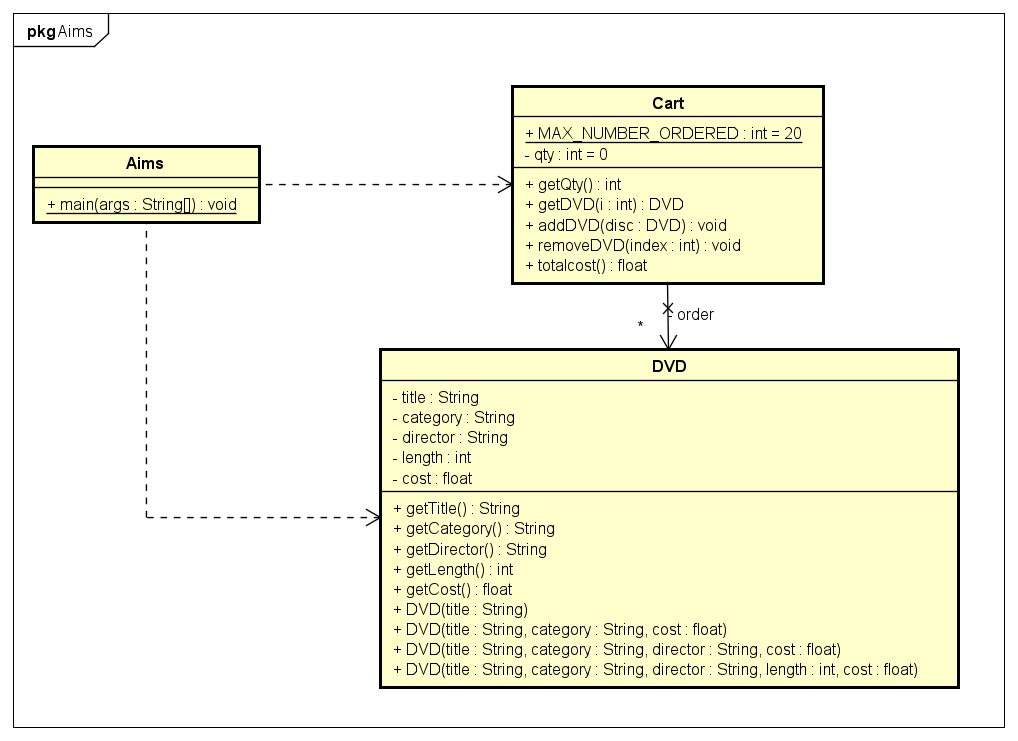 pkg Aims
Cart
+ MAX_NUMBER_ORDERED : int = 20
- qty : int = 0
+ getQty() : int
+ getDVD(i : int) : DVD
+ addDVD(disc : DVD) : void
+ removeDVD(index : int) : void
+ totalcost() : float
Aims
+ main(args : String[]) : void
- order
*
DVD
- title : String
- category : String
- director : String
- length : int
- cost : float
+ getTitle() : String
+ getCategory() : String
+ getDirector() : String
+ getLength() : int
+ getCost() : float
+ DVD(title : String)
+ DVD(title : String, category : String, cost : float)
+ DVD(title : String, category : String, director : String, cost : float)
+ DVD(title : String, category : String, director : String, length : int, cost : float)